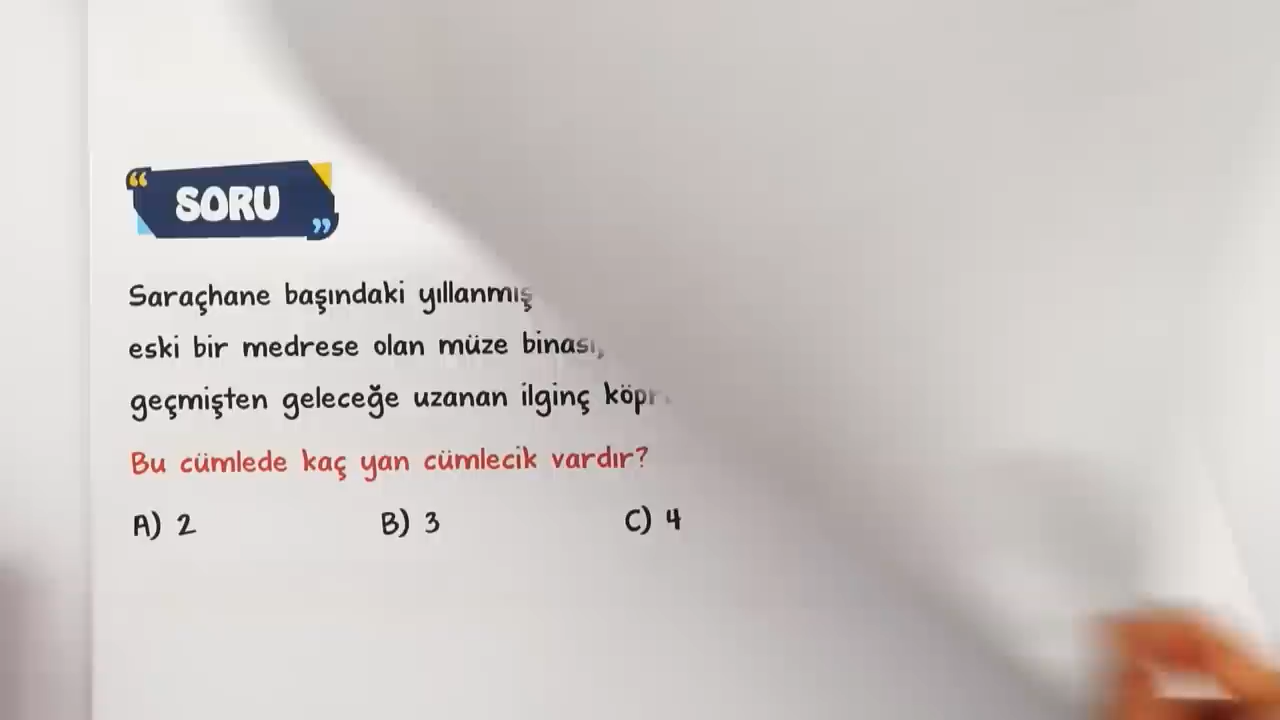 SORU
Saraçhane başındaki yıllanmış
eski bir medrese olan müze binası,
geçmişten geleceğe uzanan ilginç
Bu cümlede kaç yan cümlecik vardır?
A) 2 B) 3 C) 4